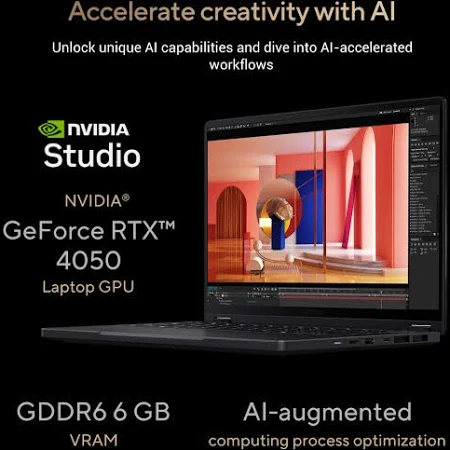 Accelerate creativity with AI
Unlock unique AI capabilities and dive into AI-accelerated
workflows
NVIDIA
Studio
NVIDIA®
GeForce RTX™
4050
Laptop GPU
GDDR6 6 GB
VRAM
AI-augmented
computing process optimization